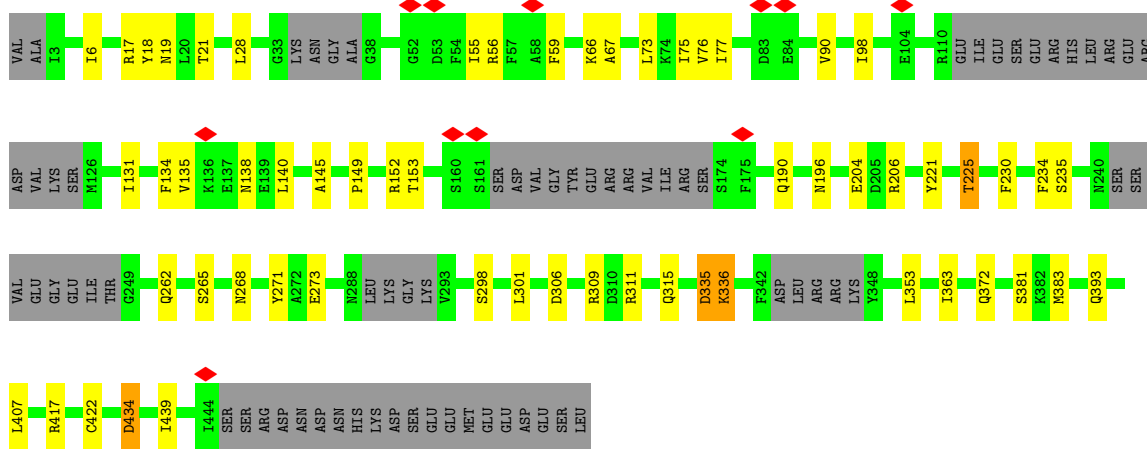 VAL ALA I3 I6 R17 Y18 N19 L20 T21 L28 G33 LYS ASN GLY ALA G38 G52 D53 F54 I55 R56 F57 A58 F59 K66 A67 L73 K74 I75 V76 I77 D83 E84 V90 I98 E104 R110 GLU ILE GLU SER GLU ARG HIS LEU ARG GLU ARG
ASP VAL LYS SER M126 I131 F134 V135 K136 E137 N138 E139 L140 A145 P149 R152 T153 S160 S161 SER ASP VAL GLY TYR GLU ARG ARG VAL ILE ARG SER S174 F175 Q190 N196 E204 D205 R206 Y221 T225 F230 F234 S235 N240 SER SER
VAL GLU GLY GLU ILE THR G249 Q262 S265 N268 Y271 A272 E273 N288 LEU LYS GLY LYS V293 S298 L301 D306 R309 D310 R311 Q315 D335 K336 F342 ASP LEU ARG ARG LYS Y348 L353 I363 Q372 S381 K382 M383 Q393
L407 R417 C422 D434 I439 I444 SER SER ARG ASP ASN ASP ASN HIS LYS ASP SER GLU GLU MET GLU GLU ASP GLU SER LEU